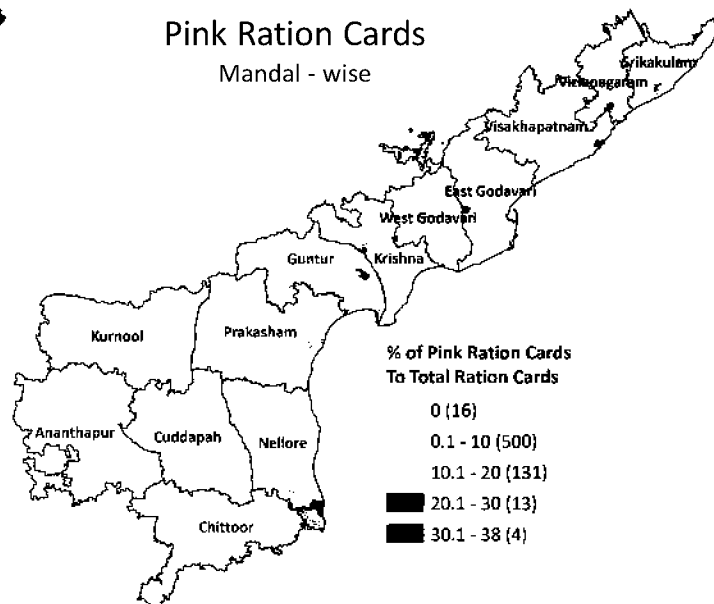 Pink Ration Cards
Mandal - wise
Srikakulam
Vizianagaram
Visakhapatnam
East Godavari
West Godavari
Guntur
Krishna
Kurnool
Prakasham
% of Pink Ration Cards
To Total Ration Cards
0 (16)
0.1 - 10 (500)
10.1 - 20 (131)
20.1 - 30 (13)
30.1 - 38 (4)
Ananthapur
Cuddapah
Nellore
Chittoor